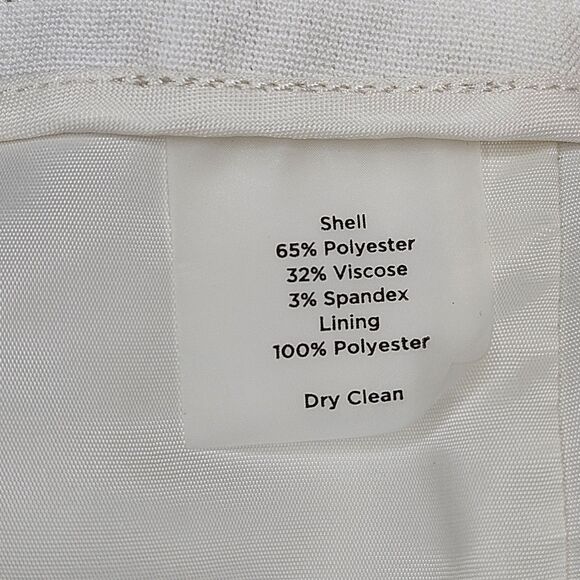 Shell
65% Polyester
32% Viscose
3% Spandex
Lining
100% Polyester
Dry Clean